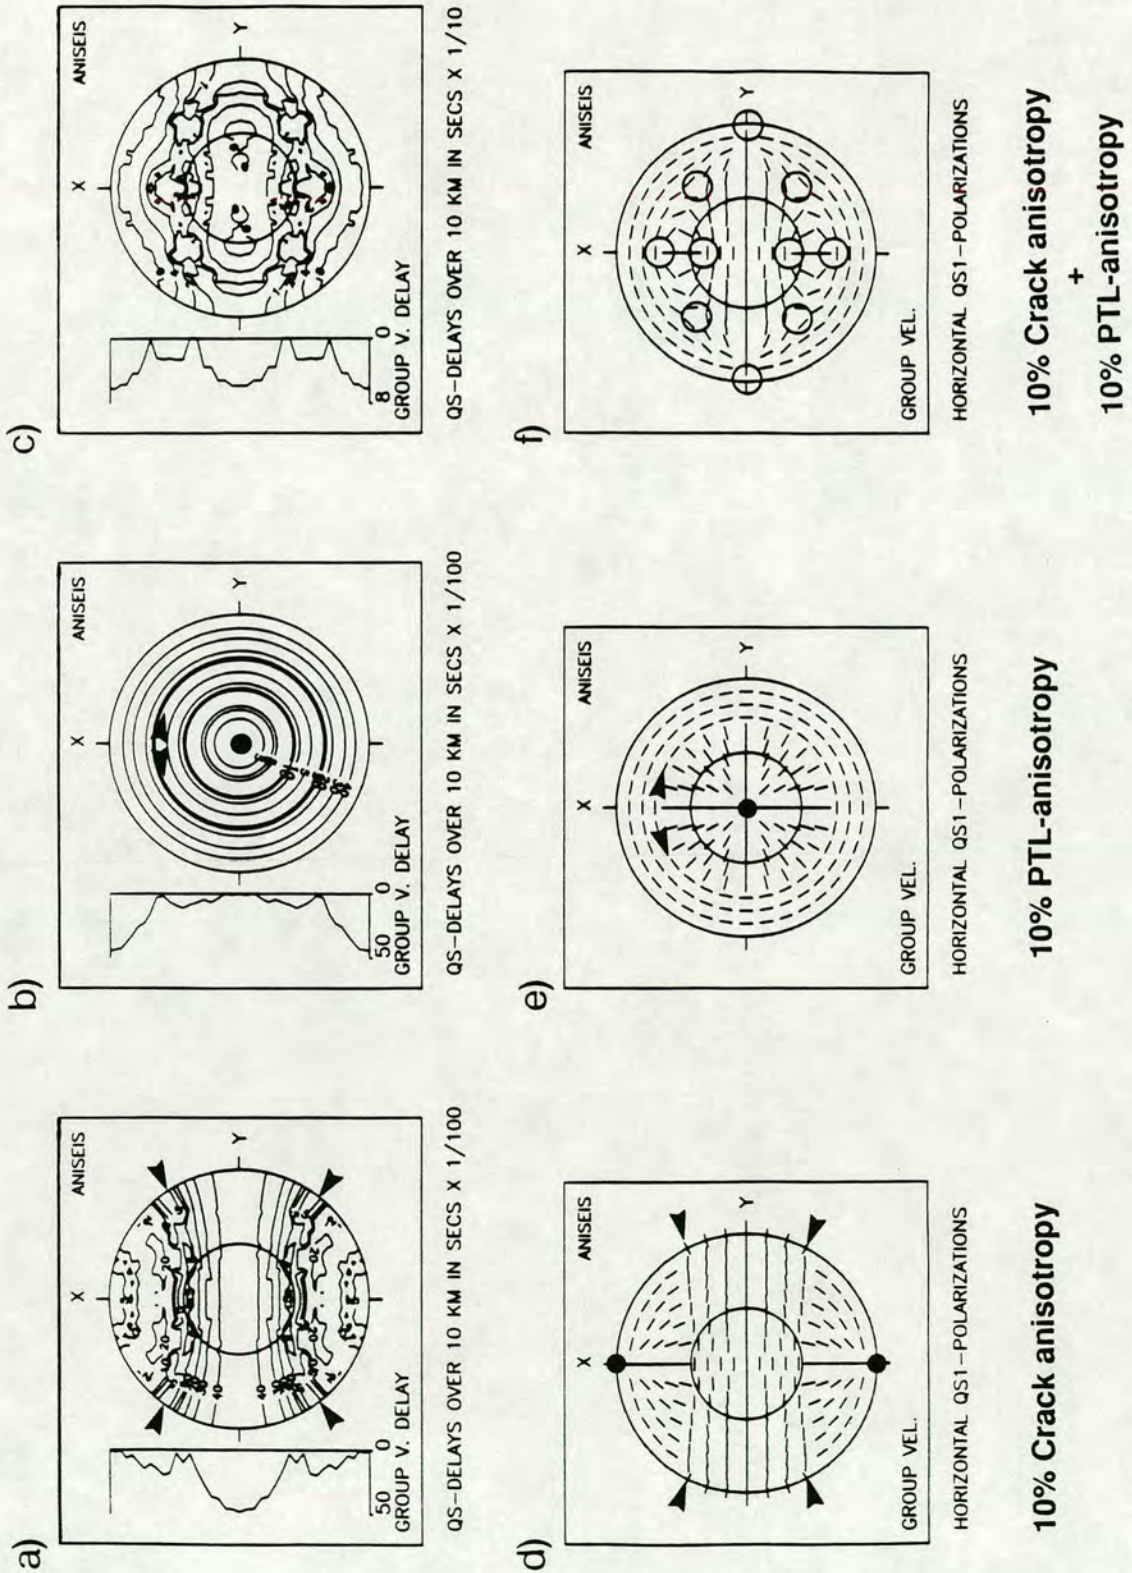 a)
ANISEIS
X
Y
50
0
GROUP V. DELAY
QS-DELAYS OVER 10 KM IN SECS X 1/100
b)
ANISEIS
X
Y
50
0
GROUP V. DELAY
QS-DELAYS OVER 10 KM IN SECS X 1/100
c)
ANISEIS
X
Y
8
0
GROUP V. DELAY
QS-DELAYS OVER 10 KM IN SECS X 1/10
d)
ANISEIS
X
Y
GROUP VEL.
HORIZONTAL QS1-POLARIZATIONS
10% Crack anisotropy
e)
ANISEIS
X
Y
GROUP VEL.
HORIZONTAL QS1-POLARIZATIONS
10% PTL-anisotropy
f)
ANISEIS
X
Y
GROUP VEL.
HORIZONTAL QS1-POLARIZATIONS
10% Crack anisotropy
+
10% PTL-anisotropy